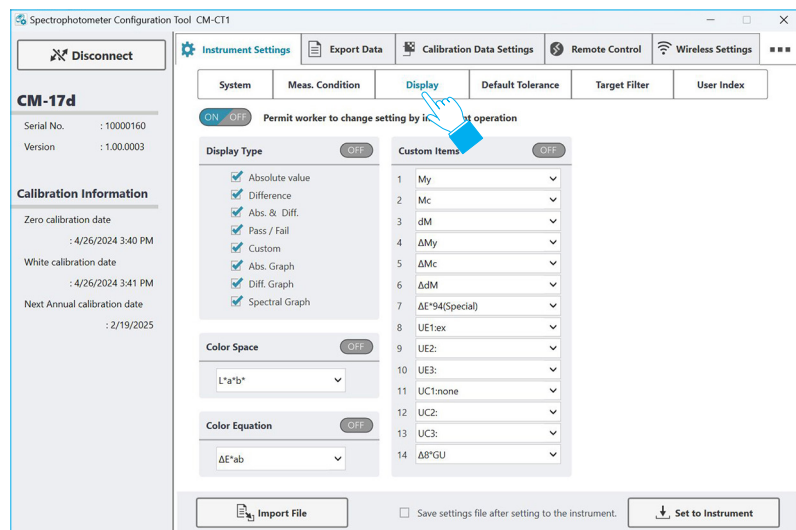 Spectrophotometer Configuration Tool CM-CT1
Disconnect
Instrument Settings
Export Data
Calibration Data Settings
Remote Control
Wireless Settings
System
Meas. Condition
Display
Default Tolerance
Target Filter
User Index
CM-17d
Serial No. : 10000160
Version : 1.00.0003
Calibration Information
Zero calibration date
: 4/26/2024 3:40 PM
White calibration date
: 4/26/2024 3:41 PM
Next Annual calibration date
: 2/19/2025
ON OFF
Permit worker to change setting by operation
Display Type OFF
Absolute value
Difference
Abs. & Diff.
Pass / Fail
Custom
Abs. Graph
Diff. Graph
Spectral Graph
Color Space OFF
L*a*b*
Color Equation OFF
ΔE*ab
Custom Items OFF
1 My
2 Mc
3 dM
4 ΔMy
5 ΔMc
6 ΔdM
7 ΔE*94(Special)
8 UE1:ex
9 UE2:
10 UE3:
11 UC1:none
12 UC2:
13 UC3:
14 Δ8°GU
Import File
Save settings file after setting to the instrument.
Set to Instrument